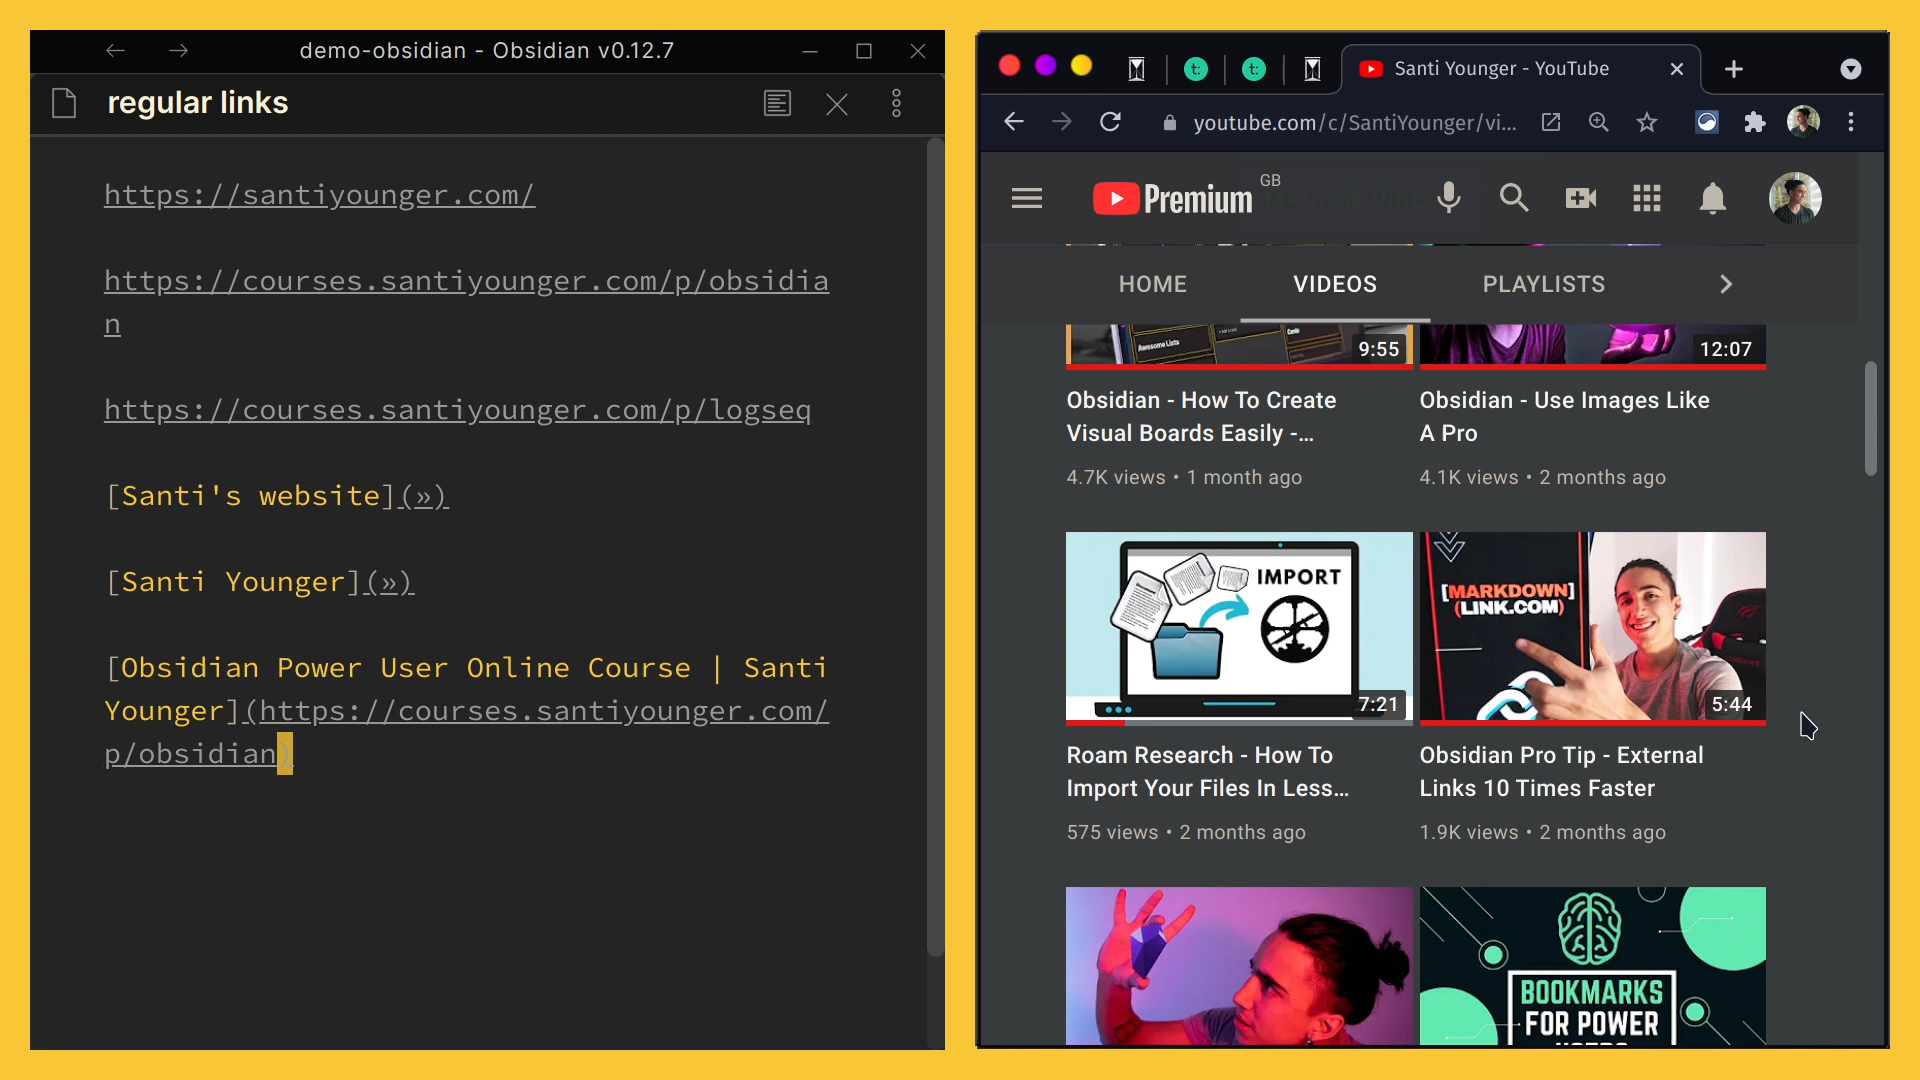 demo-obsidian - Obsidian v0.12.7
regular links
https://santiyounger.com/
https://courses.santiyounger.com/p/obsidia
n
https://courses.santiyounger.com/p/logseq
[Santi's website](»)
[Santi Younger](»)
[Obsidian Power User Online Course | Santi
Younger](https://courses.santiyounger.com/
p/obsidian)
t:
t:
Santi Younger - YouTube
youtube.com/c/SantiYounger/vi...
Premium
GB
HOME
VIDEOS
PLAYLISTS
Awesome Lists
9:55
12:07
Obsidian - How To Create
Visual Boards Easily -...
4.7K views • 1 month ago
Obsidian - Use Images Like
A Pro
4.1K views • 2 months ago
IMPORT
7:21
[MARKDOWN]
(LINK.COM)
5:44
Roam Research - How To
Import Your Files In Less...
575 views • 2 months ago
Obsidian Pro Tip - External
Links 10 Times Faster
1.9K views • 2 months ago
BOOKMARKS
FOR POWER